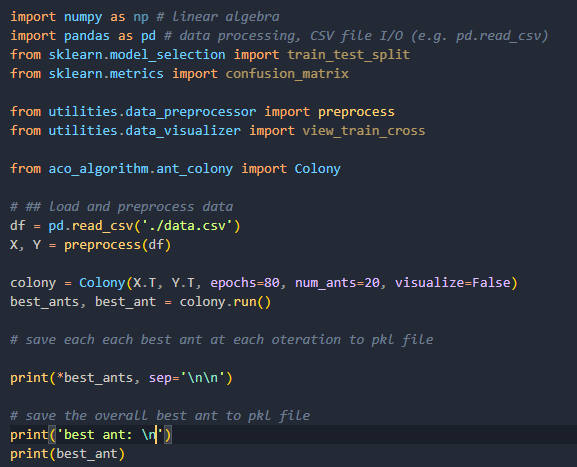 import numpy as np # linear algebra
import pandas as pd # data processing, CSV file I/O (e.g. pd.read_csv)
from sklearn.model_selection import train_test_split
from sklearn.metrics import confusion_matrix
from utilities.data_preprocessor import preprocess
from utilities.data_visualizer import view_train_cross
from aco_algorithm.ant_colony import Colony
# ## load and preprocess data
df = pd.read_csv('./data.csv')
X, Y = preprocess(df)
colony = Colony(X.T, Y.T, epochs=80, num_ants=20, visualize=False)
best_ants, best_ant = colony.run()
# save each each best ant at each oteration to pkl file
print(*best_ants, sep='\n\n')
# save the overall best ant to pkl file
print('best ant: \n')
print(best_ant)